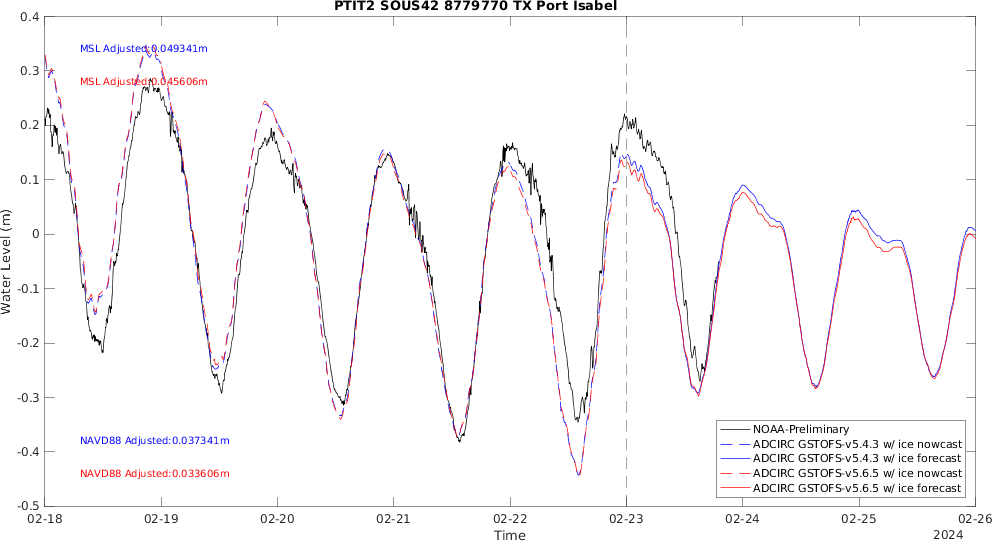 PTIT2 SOUS42 8779770 TX Port Isabel
0.4
0.3
0.2
0.1
0
-0.1
-0.2
-0.3
-0.4
-0.5
Water Level (m)
MSL Adjusted:0.049341m
MSL Adjusted:0.045606m
NAVD88 Adjusted:0.037341m
NAVD88 Adjusted:0.033606m
NOAA-Preliminary
ADCIRC GSTOFS-v5.4.3 w/ ice nowcast
ADCIRC GSTOFS-v5.4.3 w/ ice forecast
ADCIRC GSTOFS-v5.6.5 w/ ice nowcast
ADCIRC GSTOFS-v5.6.5 w/ ice forecast
02-18 02-19 02-20 02-21 02-22 02-23 02-24 02-25 02-26
Time
2024